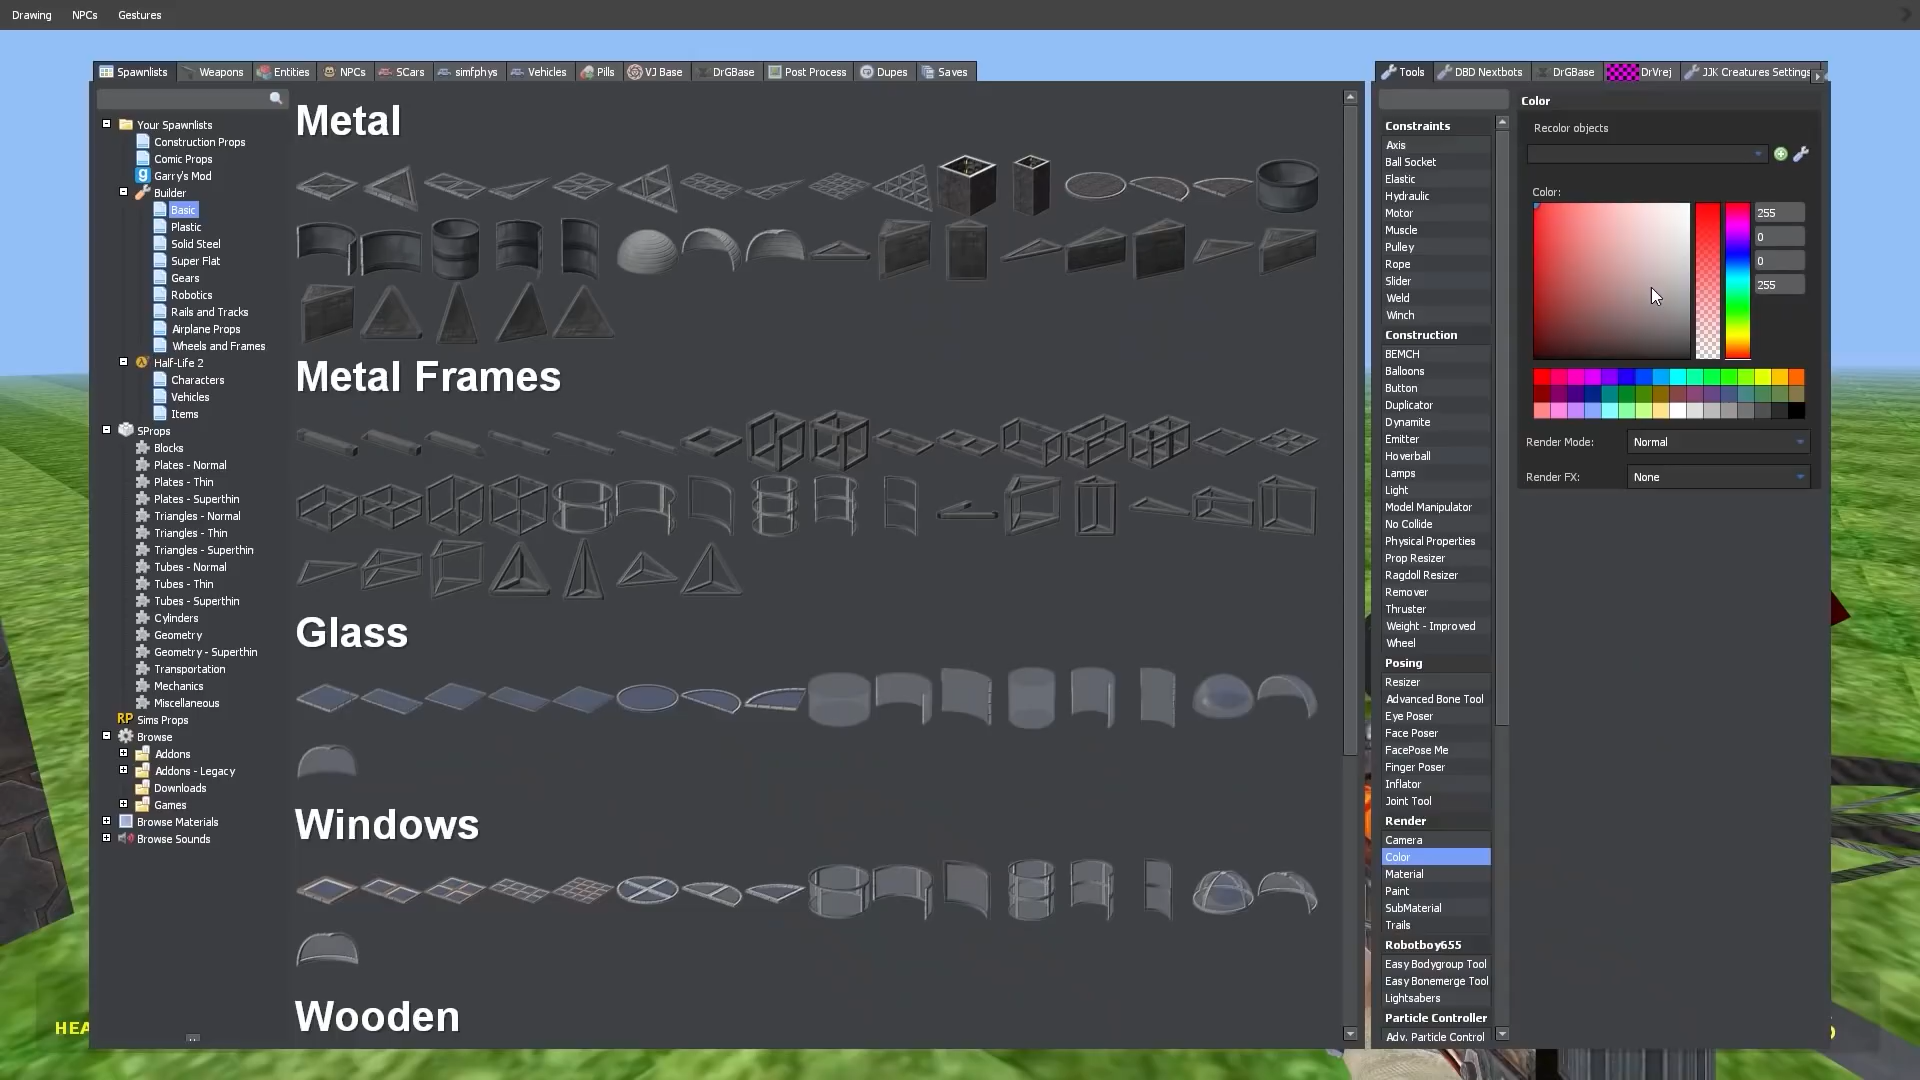 Drawing NPCs Gestures
Spawnlists Weapons Entities NPCs SCars simfphys Vehicles Pills VJ Base DrGBase Post Process Dupes Saves
Your Spawnlists
Construction Props
Comic Props
Garry's Mod
Builder
Basic
Plastic
Solid Steel
Super Flat
Gears
Robotics
Rails and Tracks
Airplane Props
Wheels and Frames
Half-Life 2
Characters
Vehicles
Items
SProps
Blocks
Plates - Normal
Plates - Thin
Plates - Superthin
Triangles - Normal
Triangles - Thin
Triangles - Superthin
Tubes - Normal
Tubes - Thin
Tubes - Superthin
Cylinders
Geometry
Geometry - Superthin
Transportation
Mechanics
Miscellaneous
RP Sims Props
Browse
Addons
Addons - Legacy
Downloads
Games
Browse Materials
Browse Sounds
HEA
Metal
Metal Frames
Glass
Windows
Wooden
Tools DBD Nextbots DrGBase DrVrej JJK Creatures Settings
Constraints
Axis
Ball Socket
Elastic
Hydraulic
Motor
Muscle
Pulley
Rope
Slider
Weld
Winch
Construction
BEMCH
Balloons
Button
Duplicator
Dynamite
Emitter
Hoverball
Lamps
Light
Model Manipulator
No Collide
Physical Properties
Prop Resizer
Ragdoll Resizer
Remover
Thruster
Weight - Improved
Wheel
Posing
Resizer
Advanced Bone Tool
Eye Poser
Face Poser
FacePose Me
Finger Poser
Inflator
Joint Tool
Render
Camera
Color
Material
Paint
SubMaterial
Trails
Robotboy655
Easy Bodygroup Tool
Easy Bonemerge Tool
Lightsabers
Particle Controller
Adv. Particle Control
Color
Recolor objects
Color:
255
0
0
255
Render Mode: Normal
Render FX: None